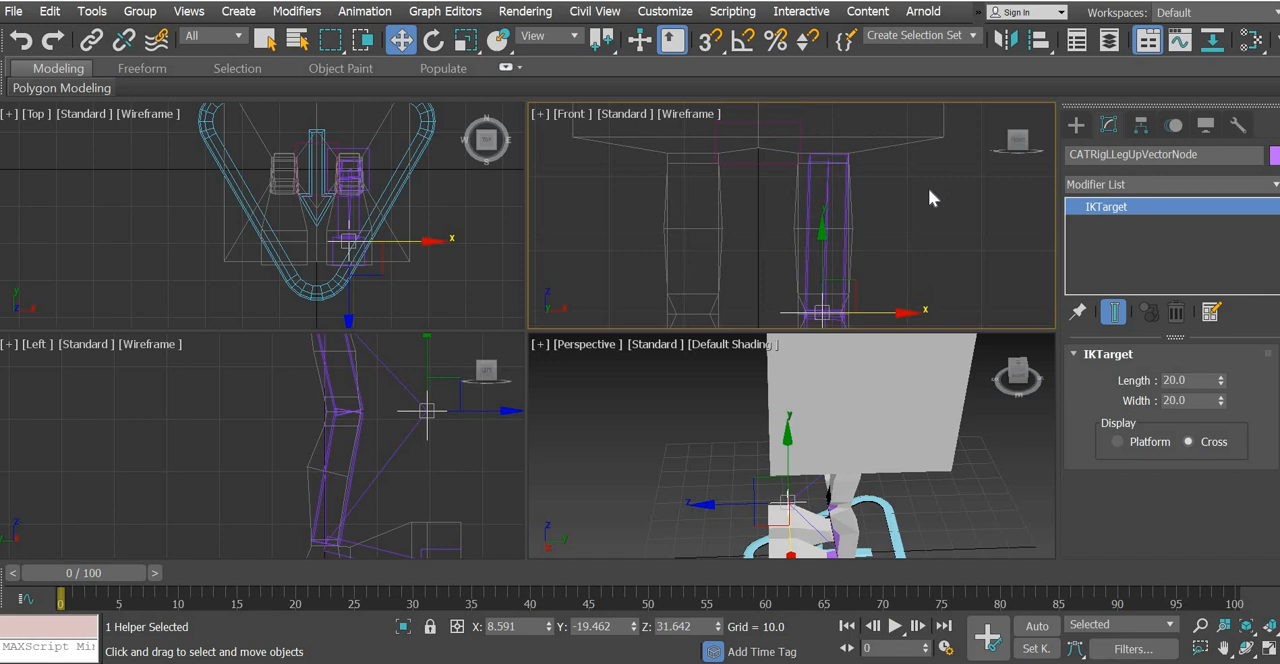 File Edit Tools Group Views Create Modifiers Animation Graph Editors Rendering Civil View Customize Scripting Interactive Content Arnold » Sign In Workspaces: Default
All View Create Selection Set
Modeling Freeform Selection Object Paint Populate
Polygon Modeling
[+] [Top ] [Standard ] [Wireframe ]
N
W TOP E
S
x
z x
y
[+] [Front ] [Standard ] [Wireframe ]
FRONT
y
x
z
y x
[+] [Left ] [Standard ] [Wireframe ]
LEFT
[+] [Perspective ] [Standard ] [Default Shading ]
y
z
z
y
CATRigLLegUpVectorNode
Modifier List
IKTarget
IKTarget
Length : 20.0
Width : 20.0
Display
Platform Cross
< 0 / 100 >
0 5 10 15 20 25 30 35 40 45 50 55 60 65 70 75 80 85 90 95 100
1 Helper Selected X: 8.591 Y: -19.462 Z: 31.642 Grid = 10.0 Auto Selected
MAXScript Mi Click and drag to select and move objects Add Time Tag 0 Set K. Filters...